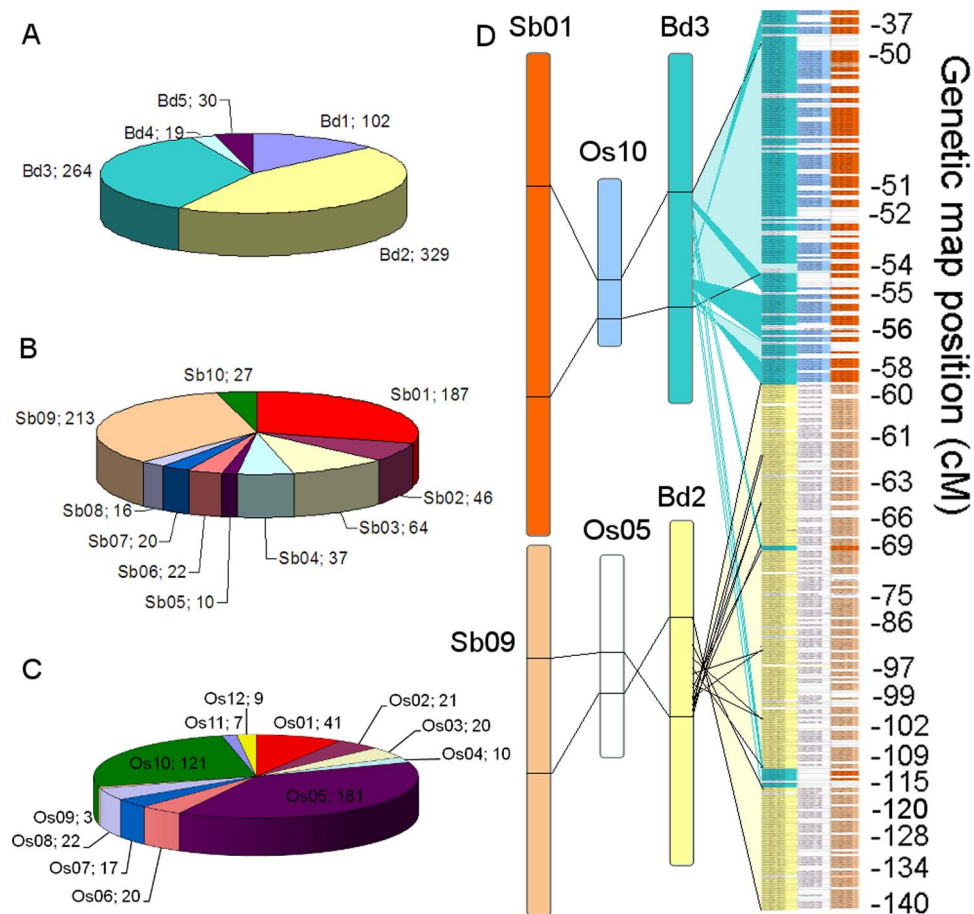 A
Bd5; 30
Bd4; 19
Bd1; 102
Bd3; 264
Bd2; 329
B
Sb10; 27
Sb01; 187
Sb09; 213
Sb02; 46
Sb08; 16
Sb03; 64
Sb07; 20
Sb04; 37
Sb06; 22
Sb05; 10
C
Os12; 9
Os11; 7
Os01; 41
Os02; 21
Os03; 20
Os04; 10
Os10; 121
Os05; 181
Os09; 3
Os08; 22
Os07; 17
Os06; 20
D
Sb01
Bd3
Os10
Bd2
Os05
Sb09
-37
-50
-51
-52
-54
-55
-56
-58
-60
-61
-63
-66
-69
-75
-86
-97
-99
-102
-109
-115
-120
-128
-134
-140
Genetic map position (cM)